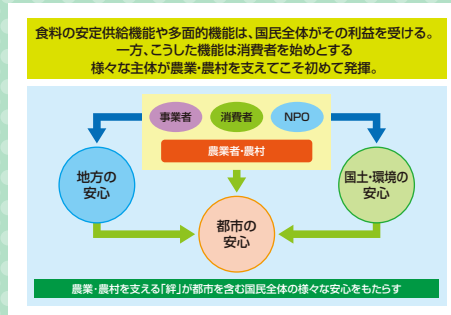 食料の安定供給機能や多面的機能は、国民全体がその利益を受ける。
一方、こうした機能は消費者を始めとする
様々な主体が農業・農村を支えてこそ初めて発揮。
事業者
消費者
NPO
農業者・農村
地方の
安心
国土・環境の
安心
都市の
安心
農業・農村を支える「絆」が都市を含む国民全体の様々な安心をもたらす